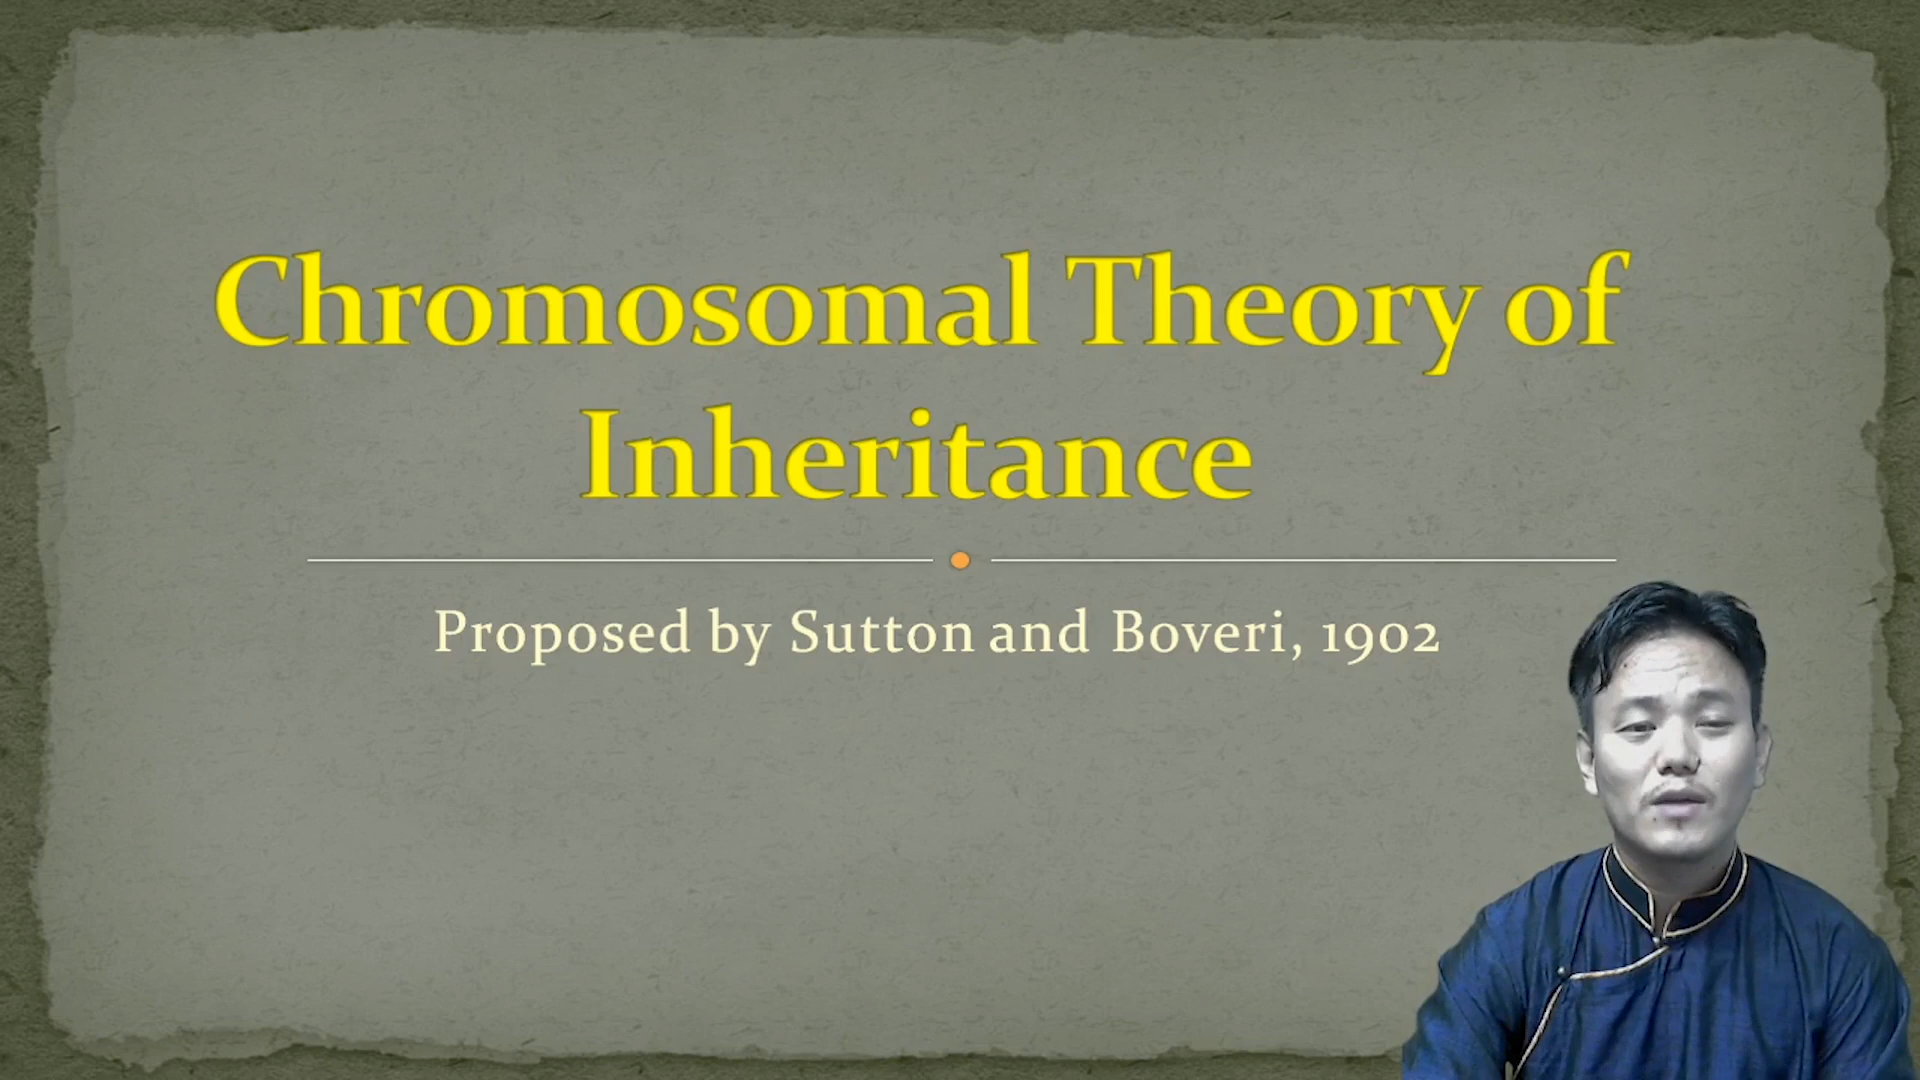 Chromosomal Theory of
Inheritance
Proposed by Sutton and Boveri, 1902